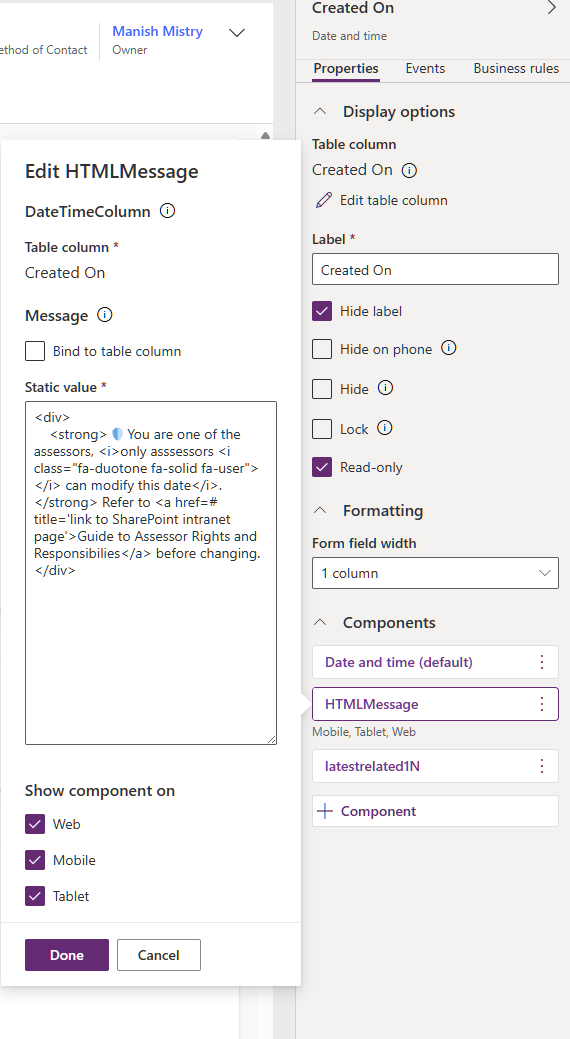 Manish Mistry
ethod of Contact
Owner
Edit HTMLMessage
DateTimeColumn
Table column *
Created On
Message
Bind to table column
Static value *
<div>
<strong> 🛡️ You are one of the
assessors, <i>only asssessors <i
class="fa-duotone fa-solid fa-user">
</i> can modify this date</i>.
</strong> Refer to <a href=#
title='link to SharePoint intranet
page'>Guide to Assessor Rights and
Responsibilies</a> before changing.
</div>
Show component on
Web
Mobile
Tablet
Done
Cancel
Created On
Date and time
Properties
Events
Business rules
Display options
Table column
Created On
Edit table column
Label *
Created On
Hide label
Hide on phone
Hide
Lock
Read-only
Formatting
Form field width
1 column
Components
Date and time (default)
HTMLMessage
Mobile, Tablet, Web
latestrelated1N
Component